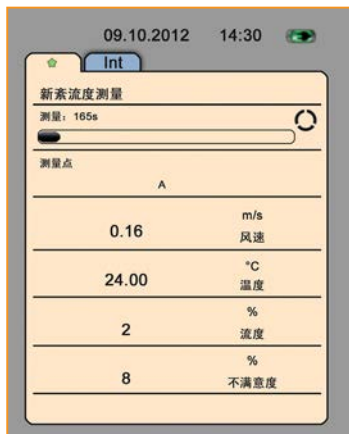 09.10.2012 14:30
Int
新紊流度测量
测量：165s
测量点
A
m/s
0.16 风速
°C
24.00 温度
%
2 流度
%
8 不满意度